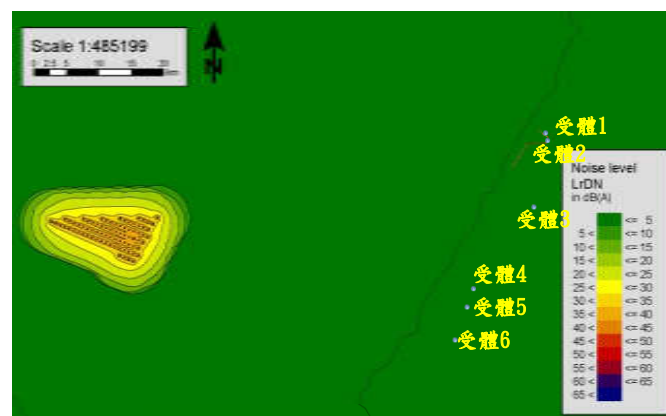 Scale 1:485199
0 2.5 5 10 15 20
km
N
受體1
受體2
受體3
受體4
受體5
受體6
Noise level
LrDN
in dB(A)
<= 5
5 < <= 10
10 < <= 15
15 < <= 20
20 < <= 25
25 < <= 30
30 < <= 35
35 < <= 40
40 < <= 45
45 < <= 50
50 < <= 55
55 < <= 60
60 < <= 65
65 <